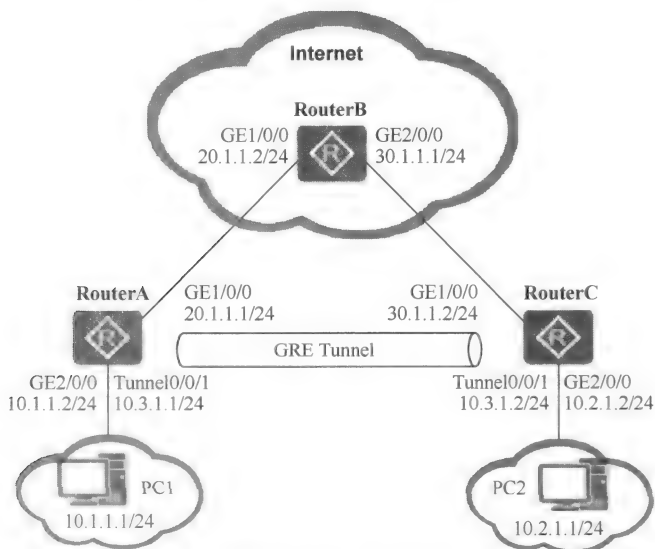 Internet
RouterB
GE1/0/0
20.1.1.2/24
GE2/0/0
30.1.1.1/24
R
RouterA
GE1/0/0
20.1.1.1/24
GE1/0/0
30.1.1.2/24
RouterC
R
GRE Tunnel
R
GE2/0/0
10.1.1.2/24
Tunnel0/0/1
10.3.1.1/24
Tunnel0/0/1
10.3.1.2/24
GE2/0/0
10.2.1.2/24
PC1
10.1.1.1/24
PC2
10.2.1.1/24